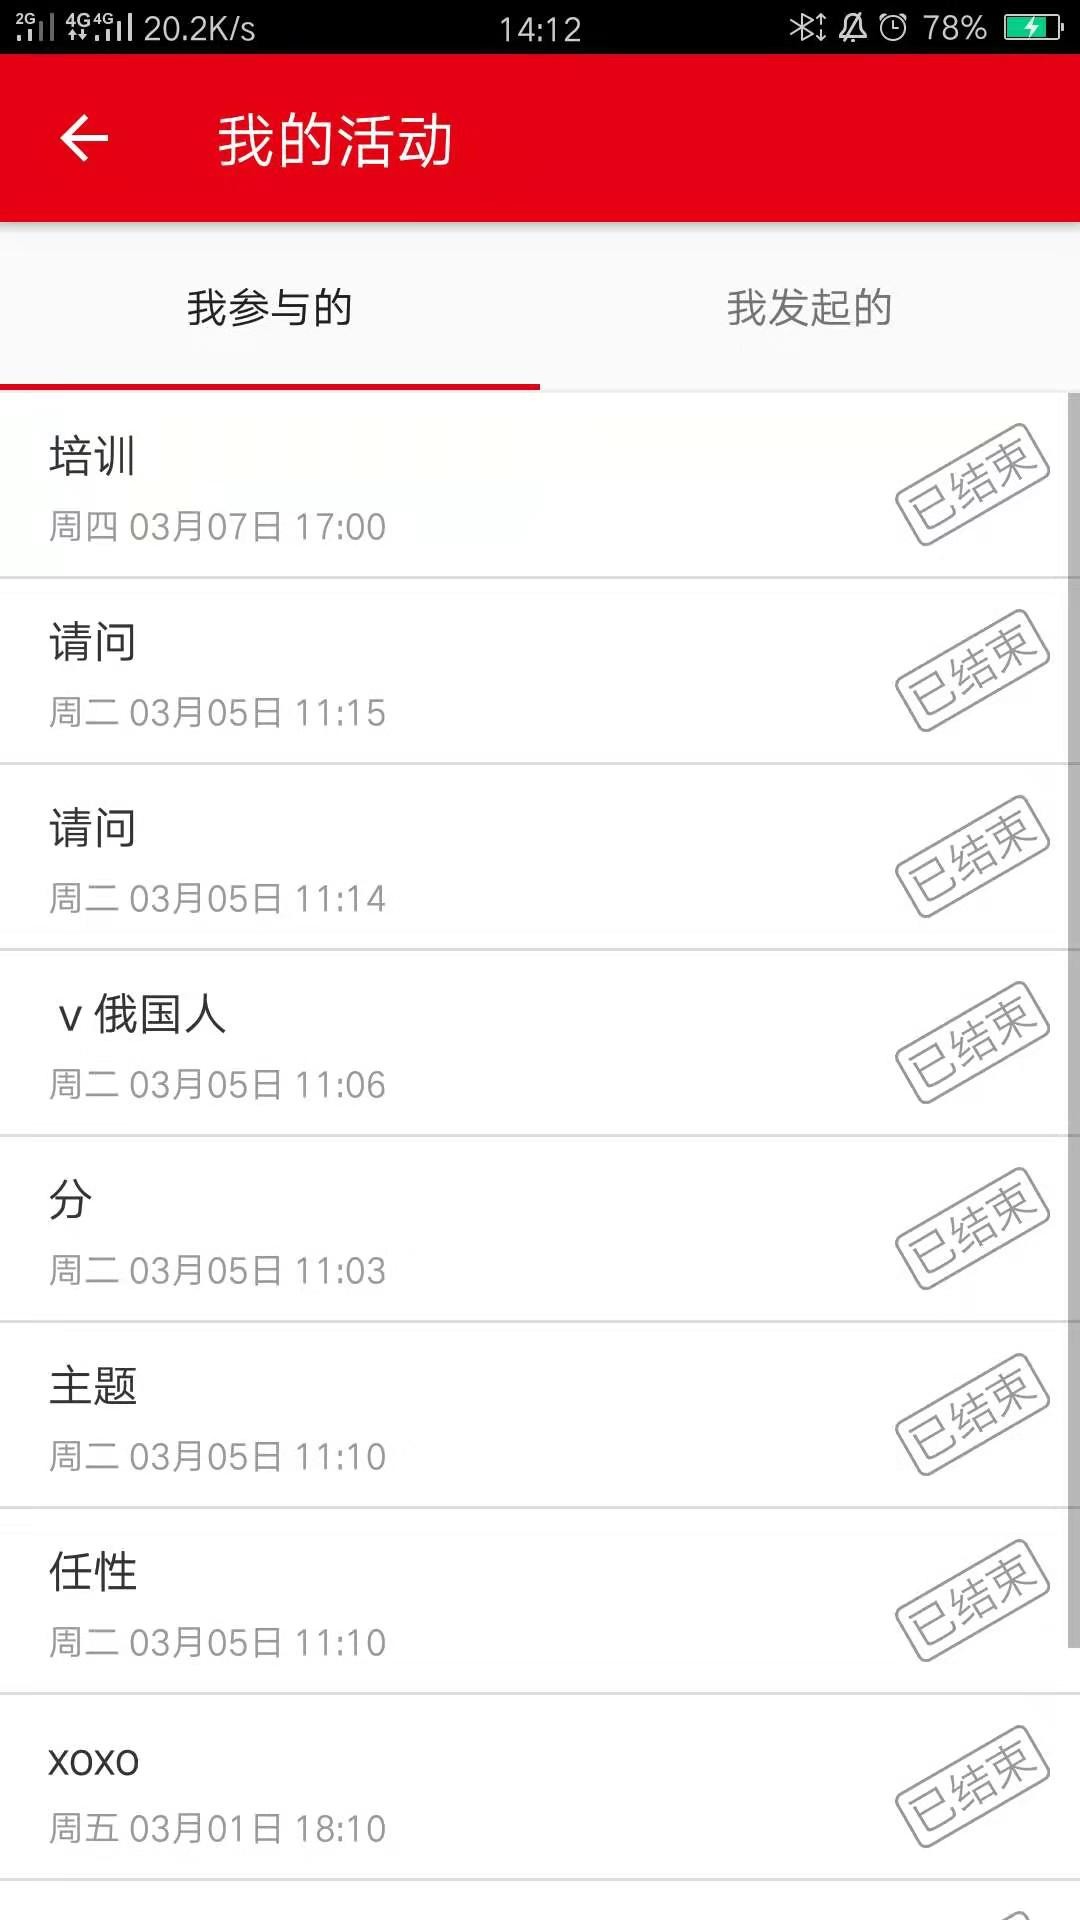 2G 4G 4G 20.2K/s 14:12 78%
我的活动
我参与的 我发起的
培训
已结束
周四 03月07日 17:00
请问
已结束
周二 03月05日 11:15
请问
已结束
周二 03月05日 11:14
v 俄国人
已结束
周二 03月05日 11:06
分
已结束
周二 03月05日 11:03
主题
已结束
周二 03月05日 11:10
任性
已结束
周二 03月05日 11:10
xoxo
已结束
周五 03月01日 18:10